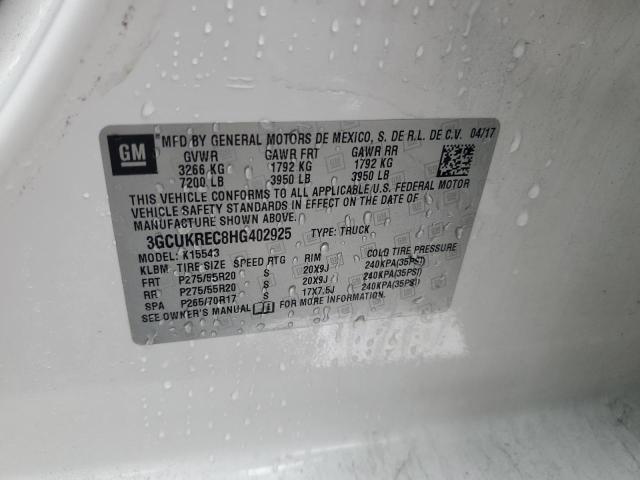 GM MFD BY GENERAL MOTORS DE MEXICO, S. DE R.L. DE C.V. 04/17
GVWR GAWR FRT GAWR RR
3266 KG 1792 KG 1792 KG
7200 LB 3950 LB 3950 LB
THIS VEHICLE CONFORMS TO ALL APPLICABLE U.S. FEDERAL MOTOR
VEHICLE SAFETY STANDARDS IN EFFECT ON THE DATE OF
MANUFACTURE SHOWN ABOVE.
3GCUKREC8HG402925 TYPE: TRUCK
MODEL: K15543
KLBM TIRE SIZE SPEED RTG RIM COLD TIRE PRESSURE
FRT P275/55R20 S 20X9J 240KPA(35PSI)
RR P275/55R20 S 20X9J 240KPA(35PSI)
SPA P265/70R17 17X7.5J 240KPA(35PSI)
SEE OWNER'S MANUAL FOR MORE INFORMATION.